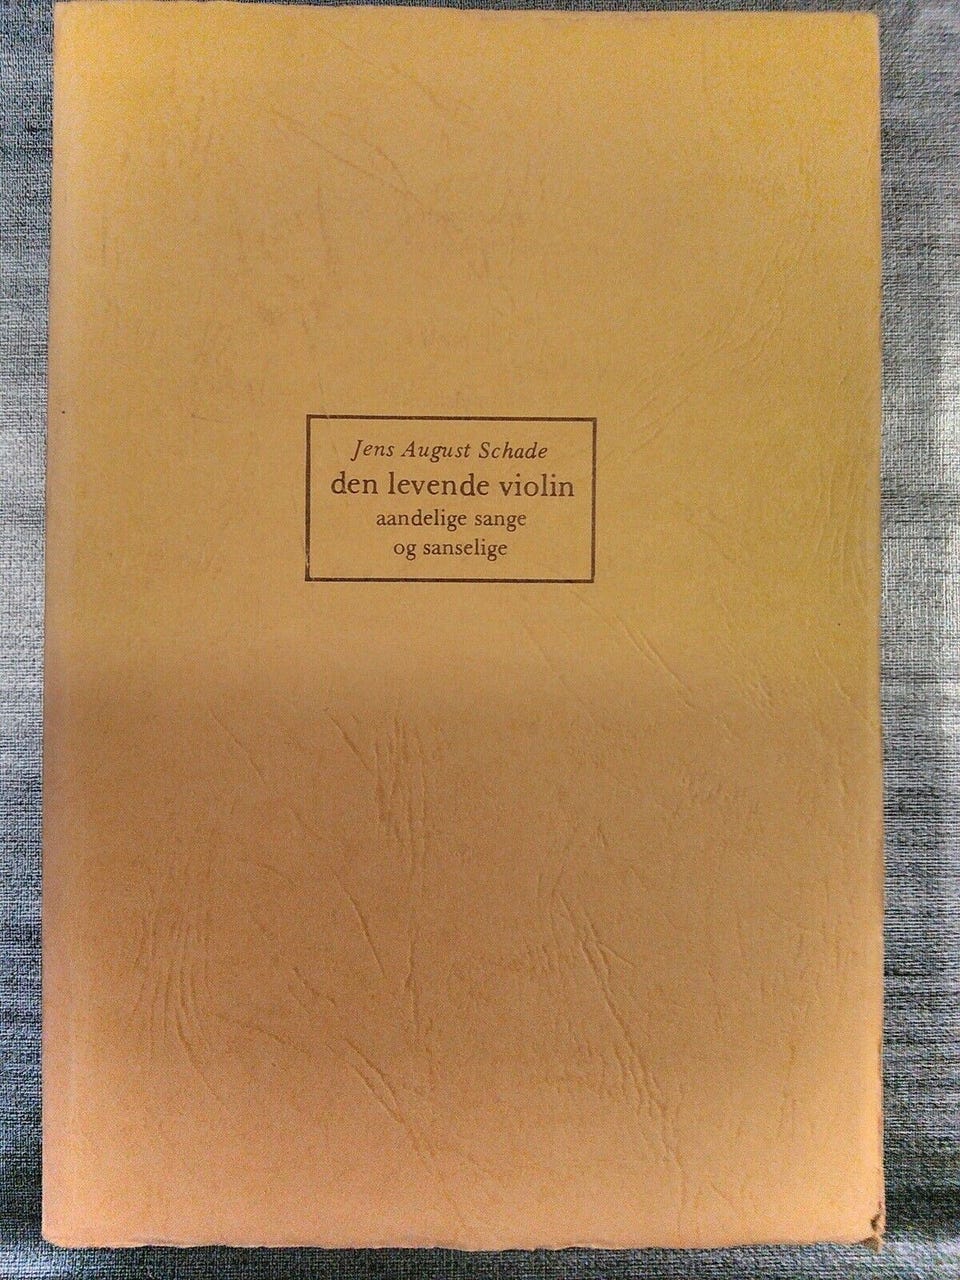 Jens August Schade
den levende violin
aandelige sange
og sanselige